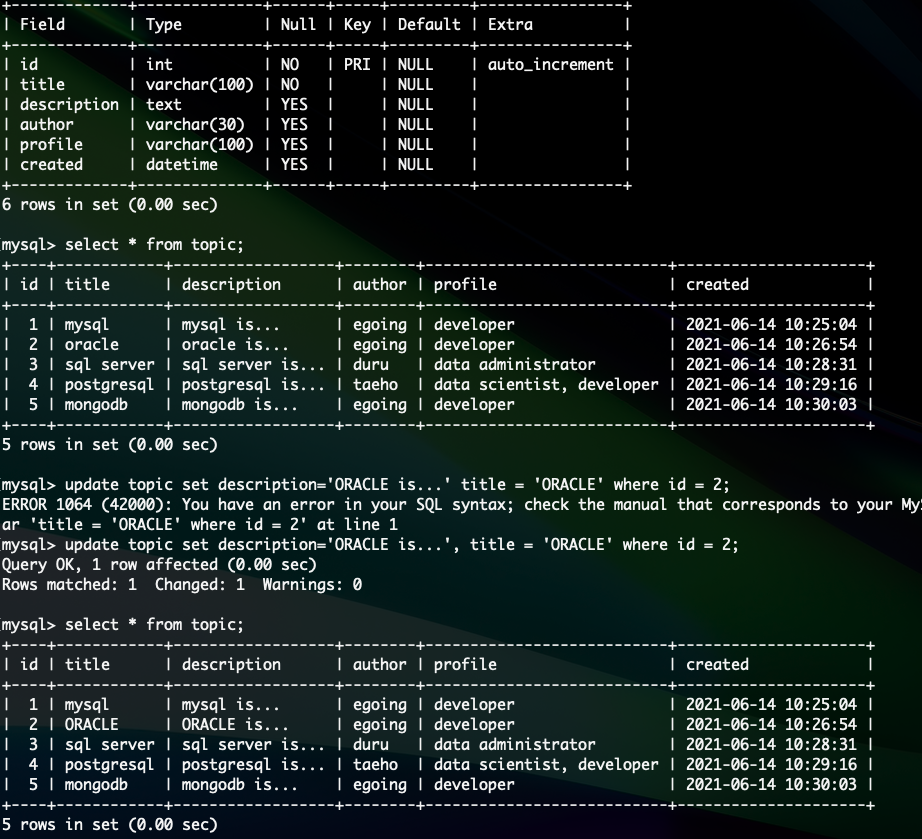 +-------------+--------------+------+-----+---------+----------------+
| Field       | Type         | Null | Key | Default | Extra          |
+-------------+--------------+------+-----+---------+----------------+
| id          | int          | NO   | PRI | NULL    | auto_increment |
| title       | varchar(100) | NO   |     | NULL    |                |
| description | text         | YES  |     | NULL    |                |
| author      | varchar(30)  | YES  |     | NULL    |                |
| profile     | varchar(100) | YES  |     | NULL    |                |
| created     | datetime     | YES  |     | NULL    |                |
+-------------+--------------+------+-----+---------+----------------+
6 rows in set (0.00 sec)
mysql> select * from topic;
+----+------------+------------------+--------+---------------------------+---------------------+
| id | title      | description      | author | profile                   | created             |
+----+------------+------------------+--------+---------------------------+---------------------+
|  1 | mysql      | mysql is...      | egoing | developer                 | 2021-06-14 10:25:04 |
|  2 | oracle     | oracle is...     | egoing | developer                 | 2021-06-14 10:26:54 |
|  3 | sql server | sql server is... | duru   | data administrator        | 2021-06-14 10:28:31 |
|  4 | postgresql | postgresql is... | taeho  | data scientist, developer | 2021-06-14 10:29:16 |
|  5 | mongodb    | mongodb is...    | egoing | developer                 | 2021-06-14 10:30:03 |
+----+------------+------------------+--------+---------------------------+---------------------+
5 rows in set (0.00 sec)
mysql> update topic set description='ORACLE is...' title = 'ORACLE' where id = 2;
ERROR 1064 (42000): You have an error in your SQL syntax; check the manual that corresponds to your MyS
ar 'title = 'ORACLE' where id = 2' at line 1
mysql> update topic set description='ORACLE is...', title = 'ORACLE' where id = 2;
Query OK, 1 row affected (0.00 sec)
Rows matched: 1  Changed: 1  Warnings: 0
mysql> select * from topic;
+----+------------+------------------+--------+---------------------------+---------------------+
| id | title      | description      | author | profile                   | created             |
+----+------------+------------------+--------+---------------------------+---------------------+
|  1 | mysql      | mysql is...      | egoing | developer                 | 2021-06-14 10:25:04 |
|  2 | ORACLE     | ORACLE is...     | egoing | developer                 | 2021-06-14 10:26:54 |
|  3 | sql server | sql server is... | duru   | data administrator        | 2021-06-14 10:28:31 |
|  4 | postgresql | postgresql is... | taeho  | data scientist, developer | 2021-06-14 10:29:16 |
|  5 | mongodb    | mongodb is...    | egoing | developer                 | 2021-06-14 10:30:03 |
+----+------------+------------------+--------+---------------------------+---------------------+
5 rows in set (0.00 sec)